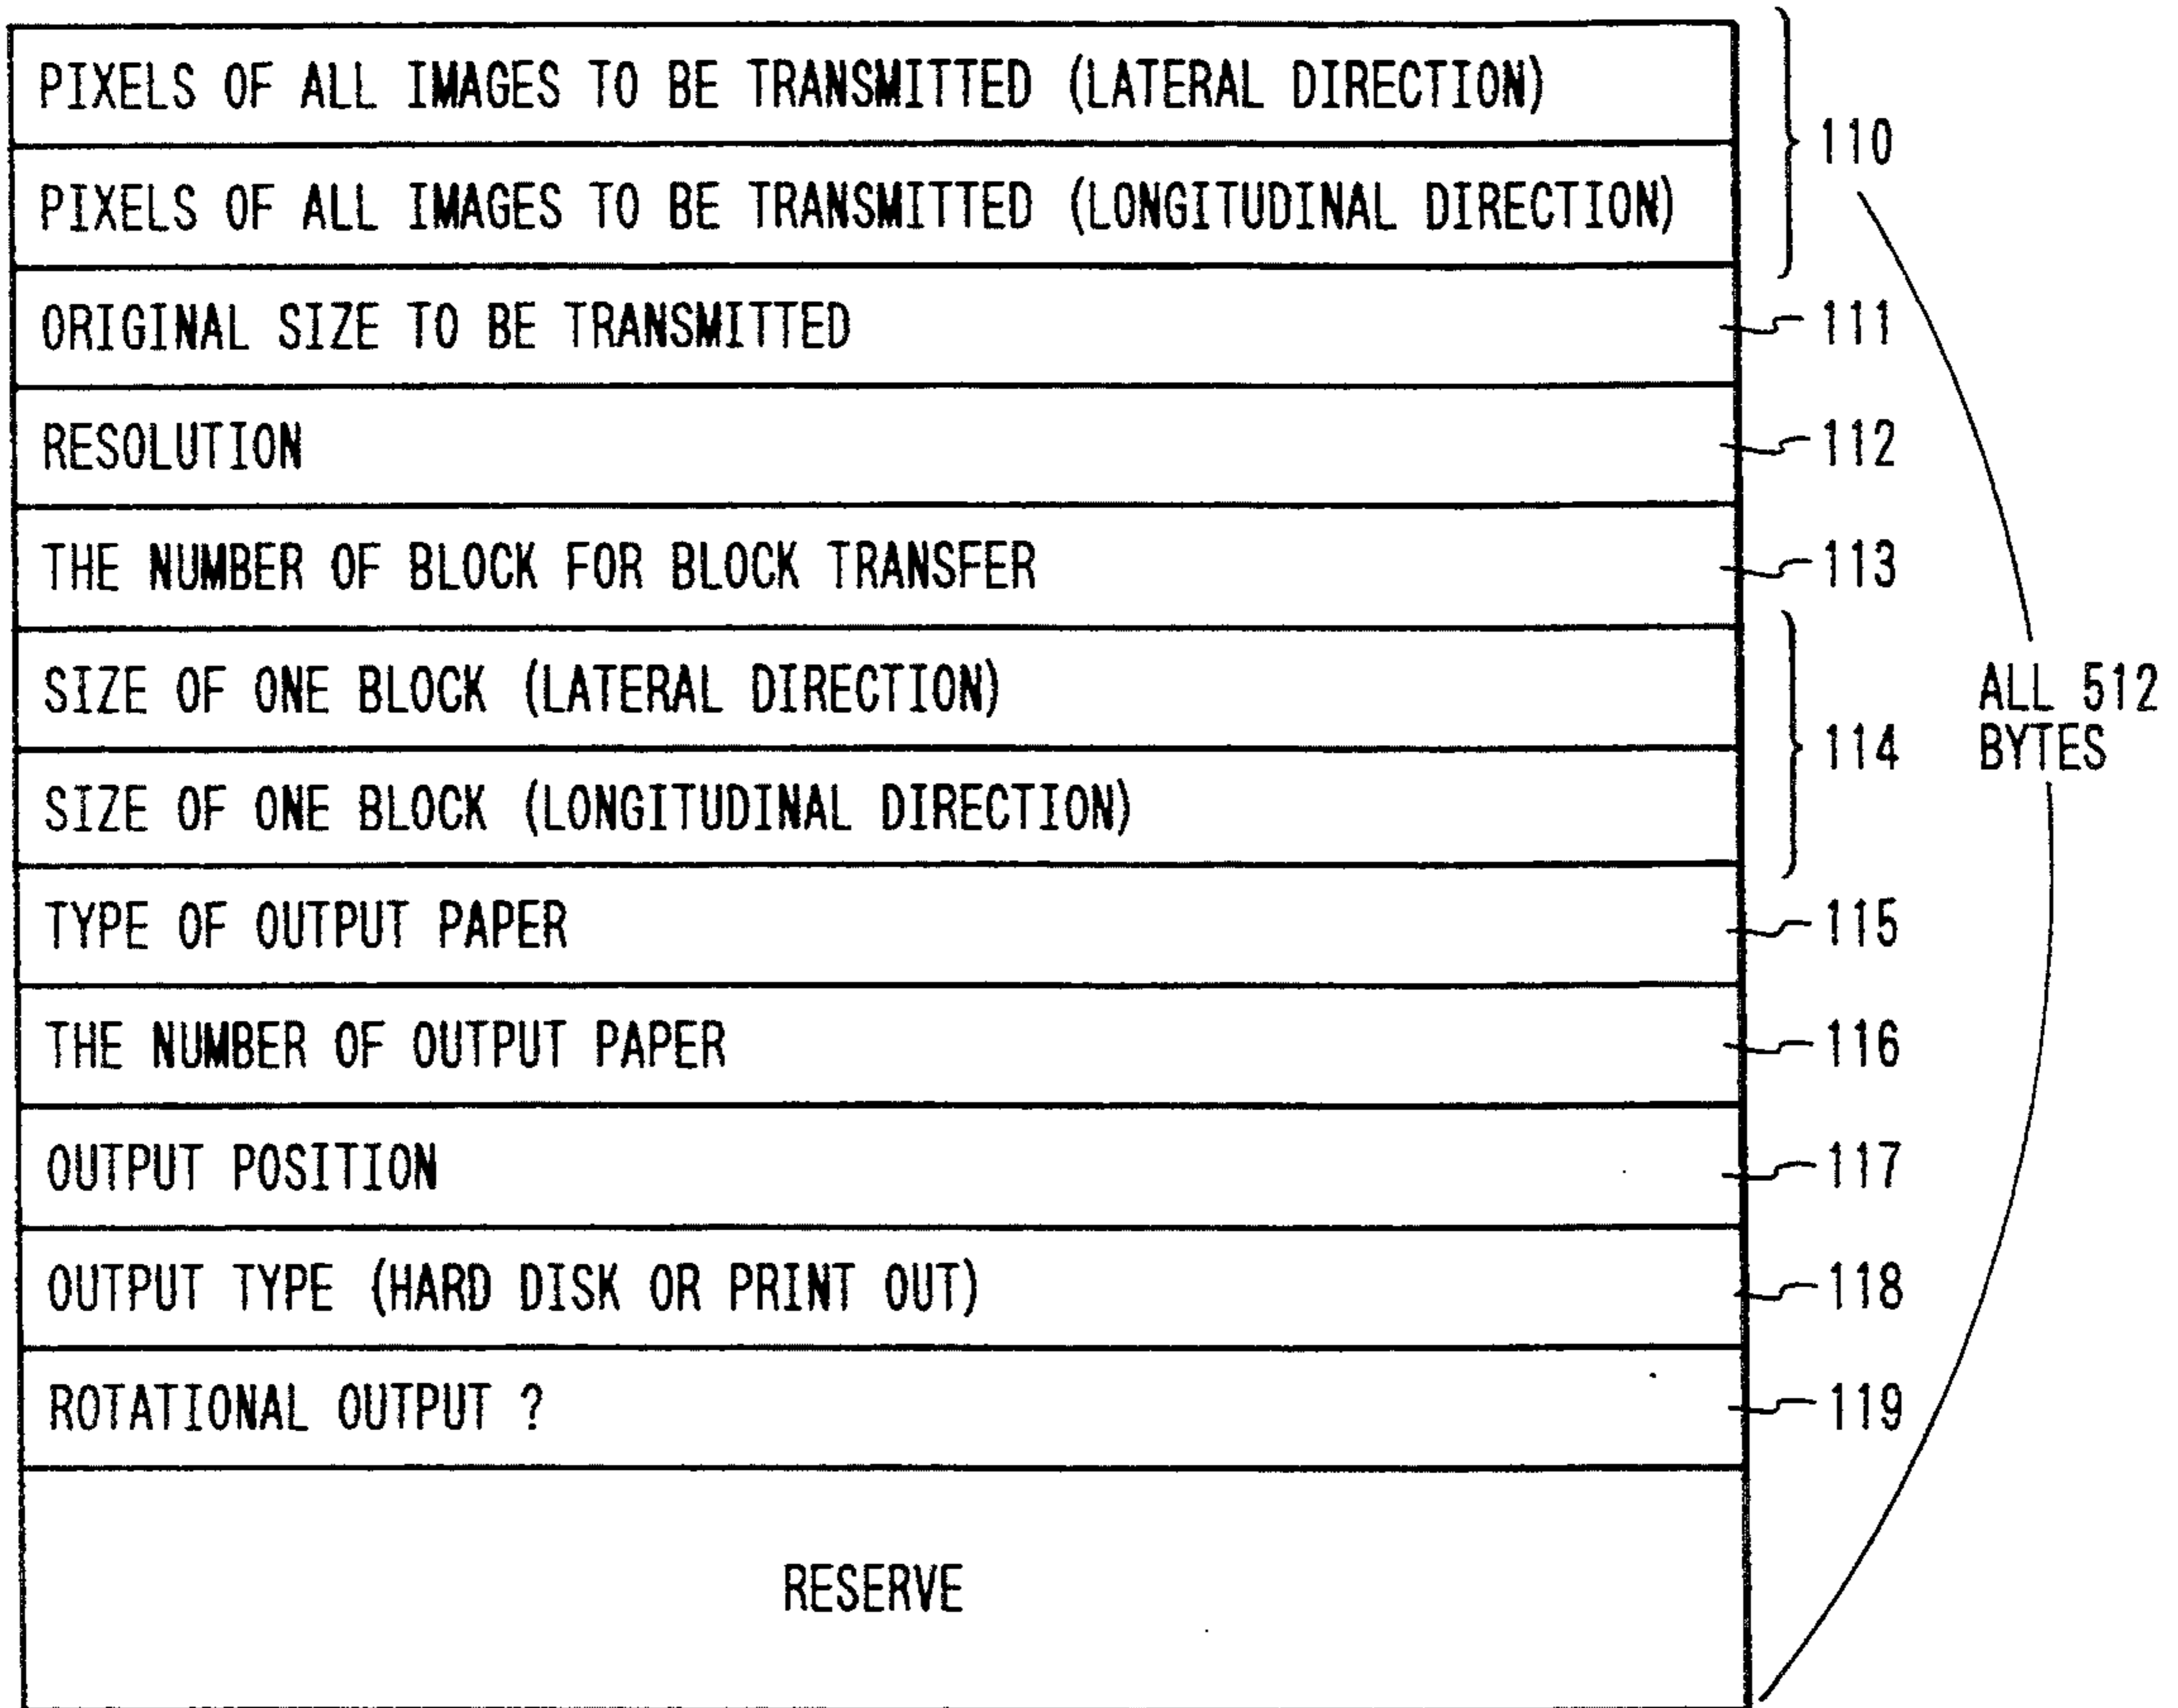 PIXELS OF ALL IMAGES TO BE TRANSMITTED (LATERAL DIRECTION)
PIXELS OF ALL IMAGES TO BE TRANSMITTED (LONGITUDINAL DIRECTION)
110
ORIGINAL SIZE TO BE TRANSMITTED
111
RESOLUTION
112
THE NUMBER OF BLOCK FOR BLOCK TRANSFER
113
SIZE OF ONE BLOCK (LATERAL DIRECTION)
SIZE OF ONE BLOCK (LONGITUDINAL DIRECTION)
114
ALL 512
BYTES
TYPE OF OUTPUT PAPER
115
THE NUMBER OF OUTPUT PAPER
116
OUTPUT POSITION
117
OUTPUT TYPE (HARD DISK OR PRINT OUT)
118
ROTATIONAL OUTPUT ?
119
RESERVE